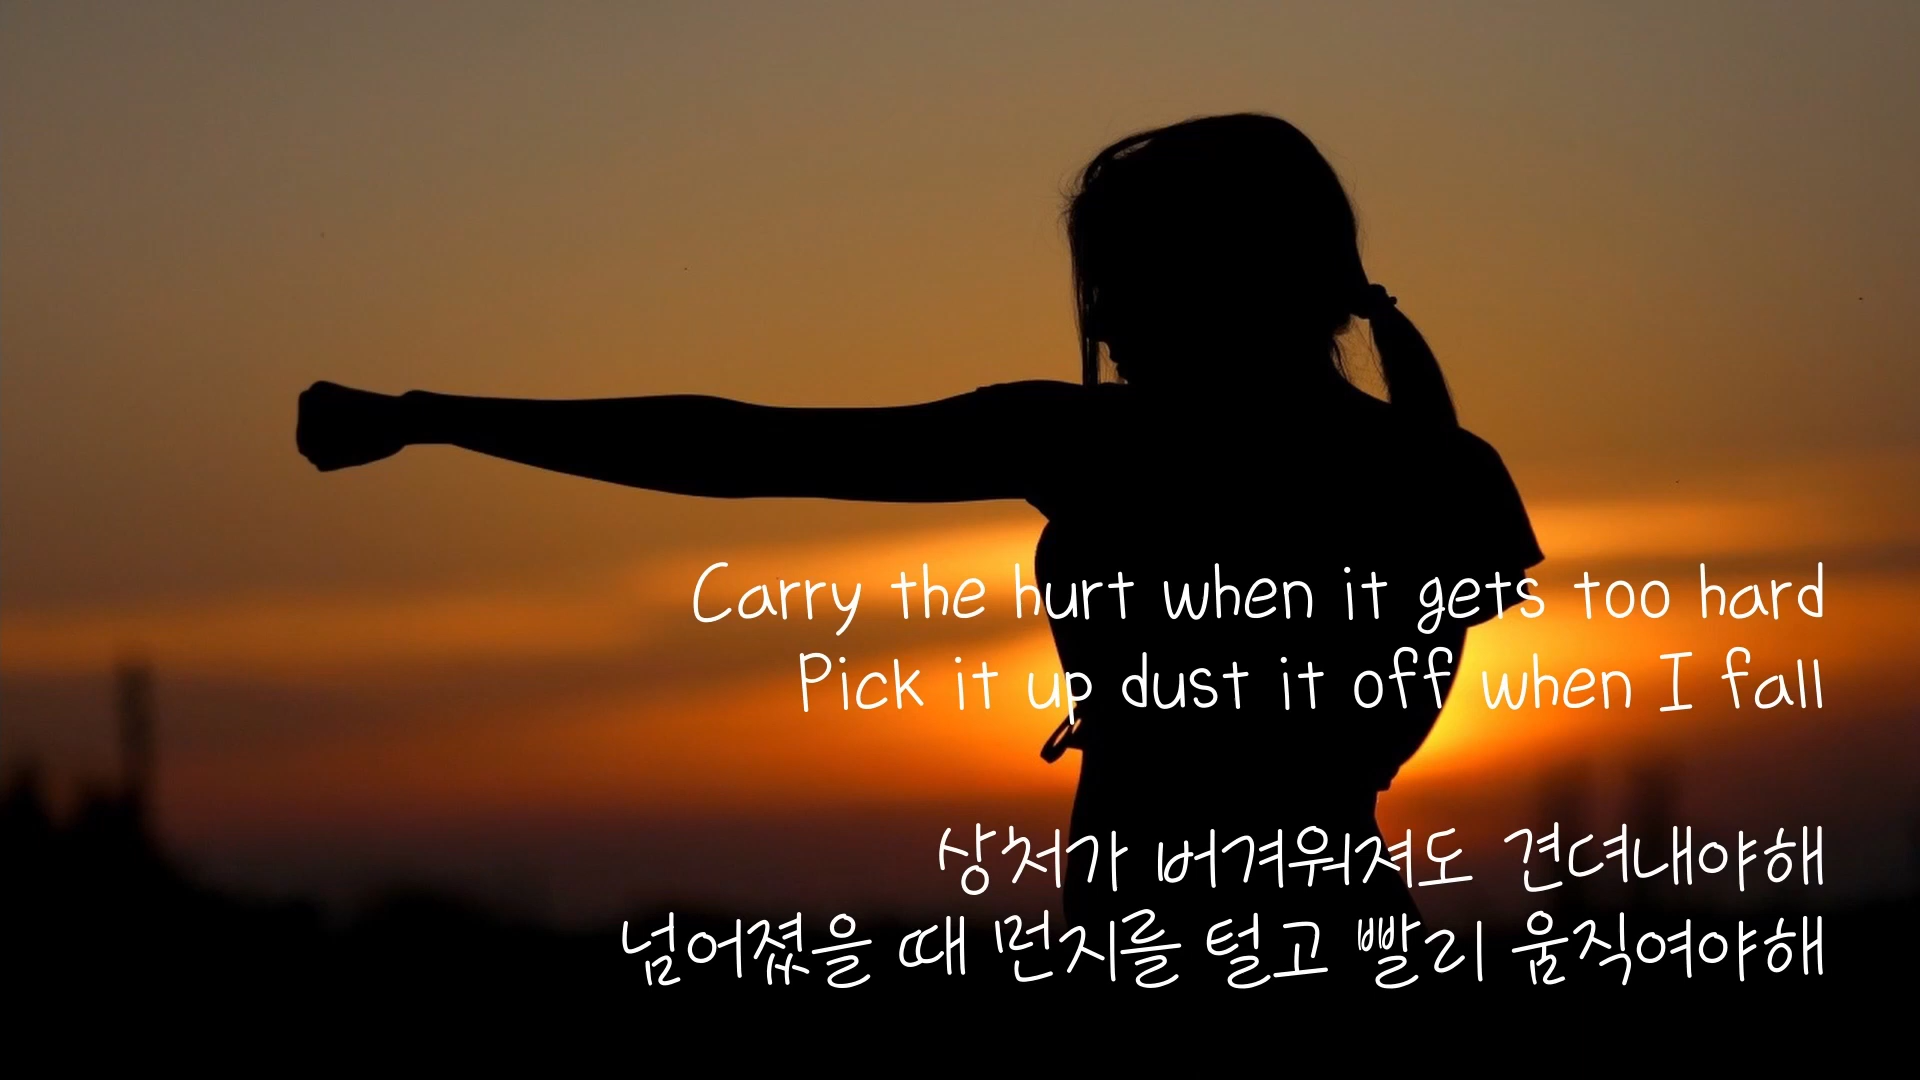 Carry the hurt when it gets too hard
Pick it up dust it off when I fall
상처가 버겨워져도 견뎌내야해
넘어졌을 때 먼지를 털고 빨리 움직여야해